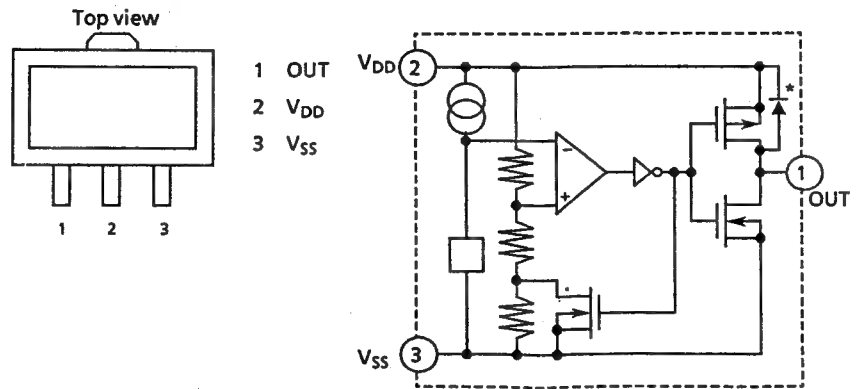 Top view
1 OUT
2 VDD
3 VSS
1 2 3
VDD 2
*
−
+
1
OUT
VSS 3